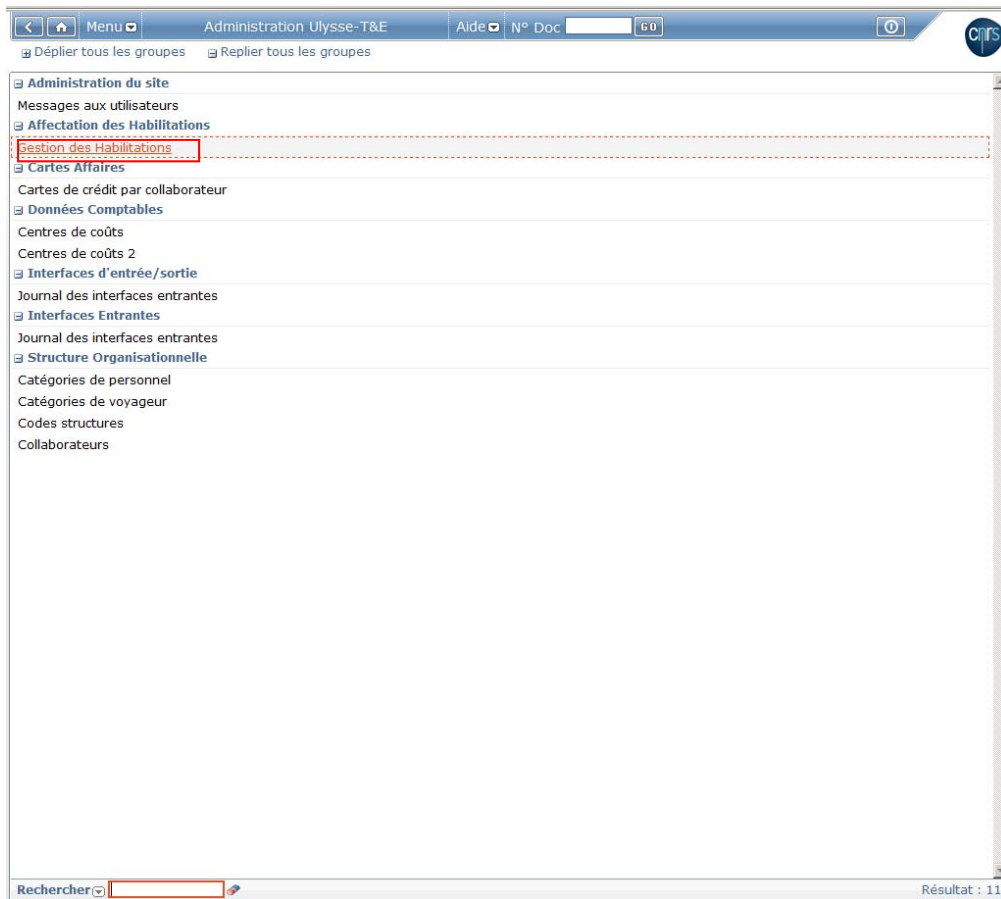 Menu Administration Ulysse-T&E Aide N° Doc GO cnrs
Déplier tous les groupes Replier tous les groupes
Administration du site
Messages aux utilisateurs
Affectation des Habilitations
Gestion des Habilitations
Cartes Affaires
Cartes de crédit par collaborateur
Données Comptables
Centres de coûts
Centres de coûts 2
Interfaces d'entrée/sortie
Journal des interfaces entrantes
Interfaces Entrantes
Journal des interfaces entrantes
Structure Organisationnelle
Catégories de personnel
Catégories de voyageur
Codes structures
Collaborateurs
Rechercher Résultat : 11